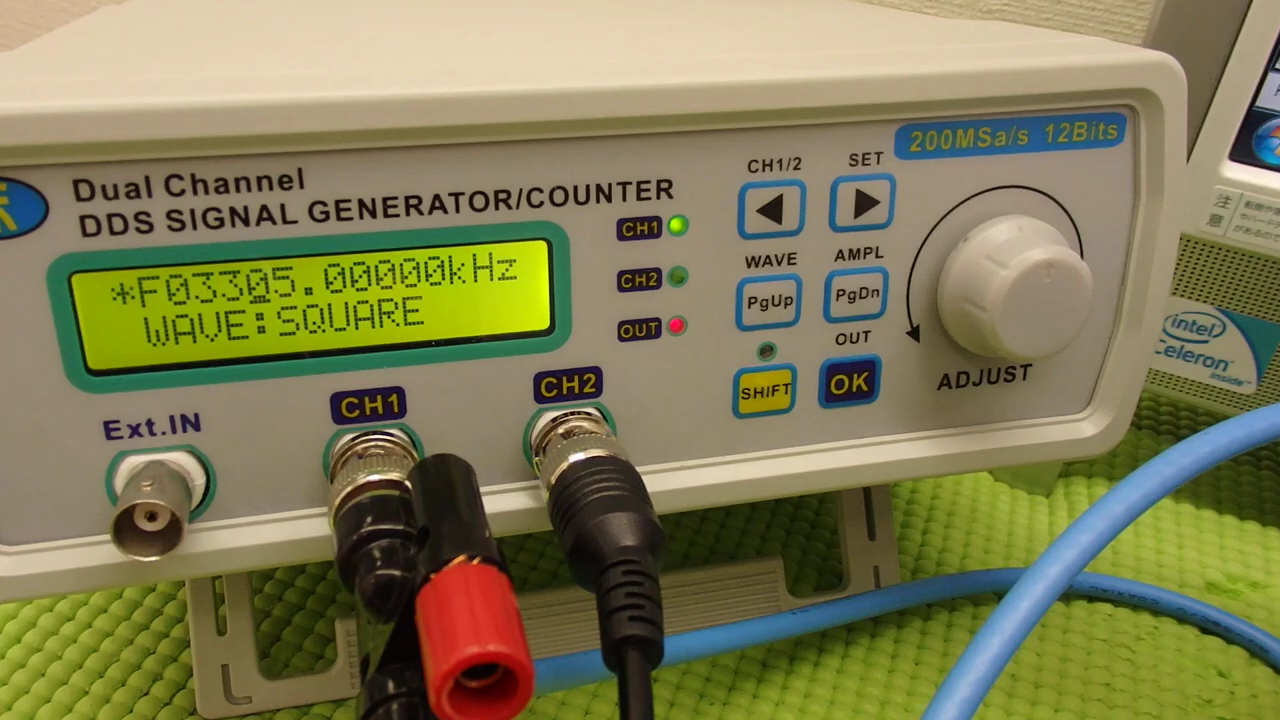 200MSa/s 12Bits
Dual Channel
DDS SIGNAL GENERATOR/COUNTER
*F03305.00000kHz
WAVE:SQUARE
CH1
CH2
OUT
CH1/2
SET
WAVE
AMPL
PgUp
PgDn
OUT
SHIFT
OK
ADJUST
Ext.IN
CH1
CH2
注
意
intel
Celeron
inside